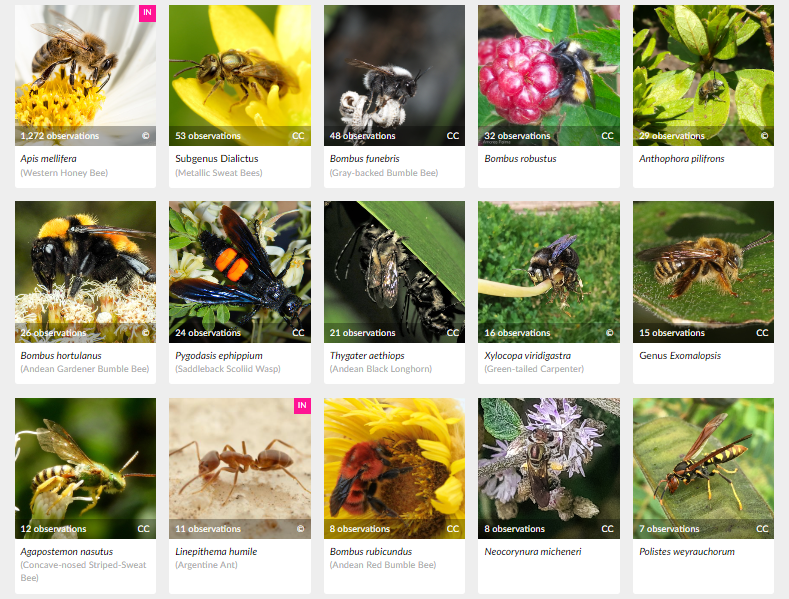 IN
1,272 observations ©
53 observations CC
48 observations CC
32 observations CC
29 observations ©
Apis mellifera
(Western Honey Bee)
Subgenus Dialictus
(Metallic Sweat Bees)
Bombus funebris
(Gray-backed Bumble Bee)
Bombus robustus
Anthophora pilifrons
26 observations ©
24 observations CC
21 observations CC
16 observations ©
15 observations CC
Bombus hortulanus
(Andean Gardener Bumble Bee)
Pygodasis ephippium
(Saddleback Scoliid Wasp)
Thygater aethiops
(Andean Black Longhorn)
Xylocopa viridigastra
(Green-tailed Carpenter)
Genus Exomalopsis
IN
12 observations CC
11 observations ©
8 observations CC
8 observations CC
7 observations CC
Agapostemon nasutus
(Concave-nosed Striped-Sweat
Bee)
Linepithema humile
(Argentine Ant)
Bombus rubicundus
(Andean Red Bumble Bee)
Neocorynura micheneri
Polistes weyrauchorum